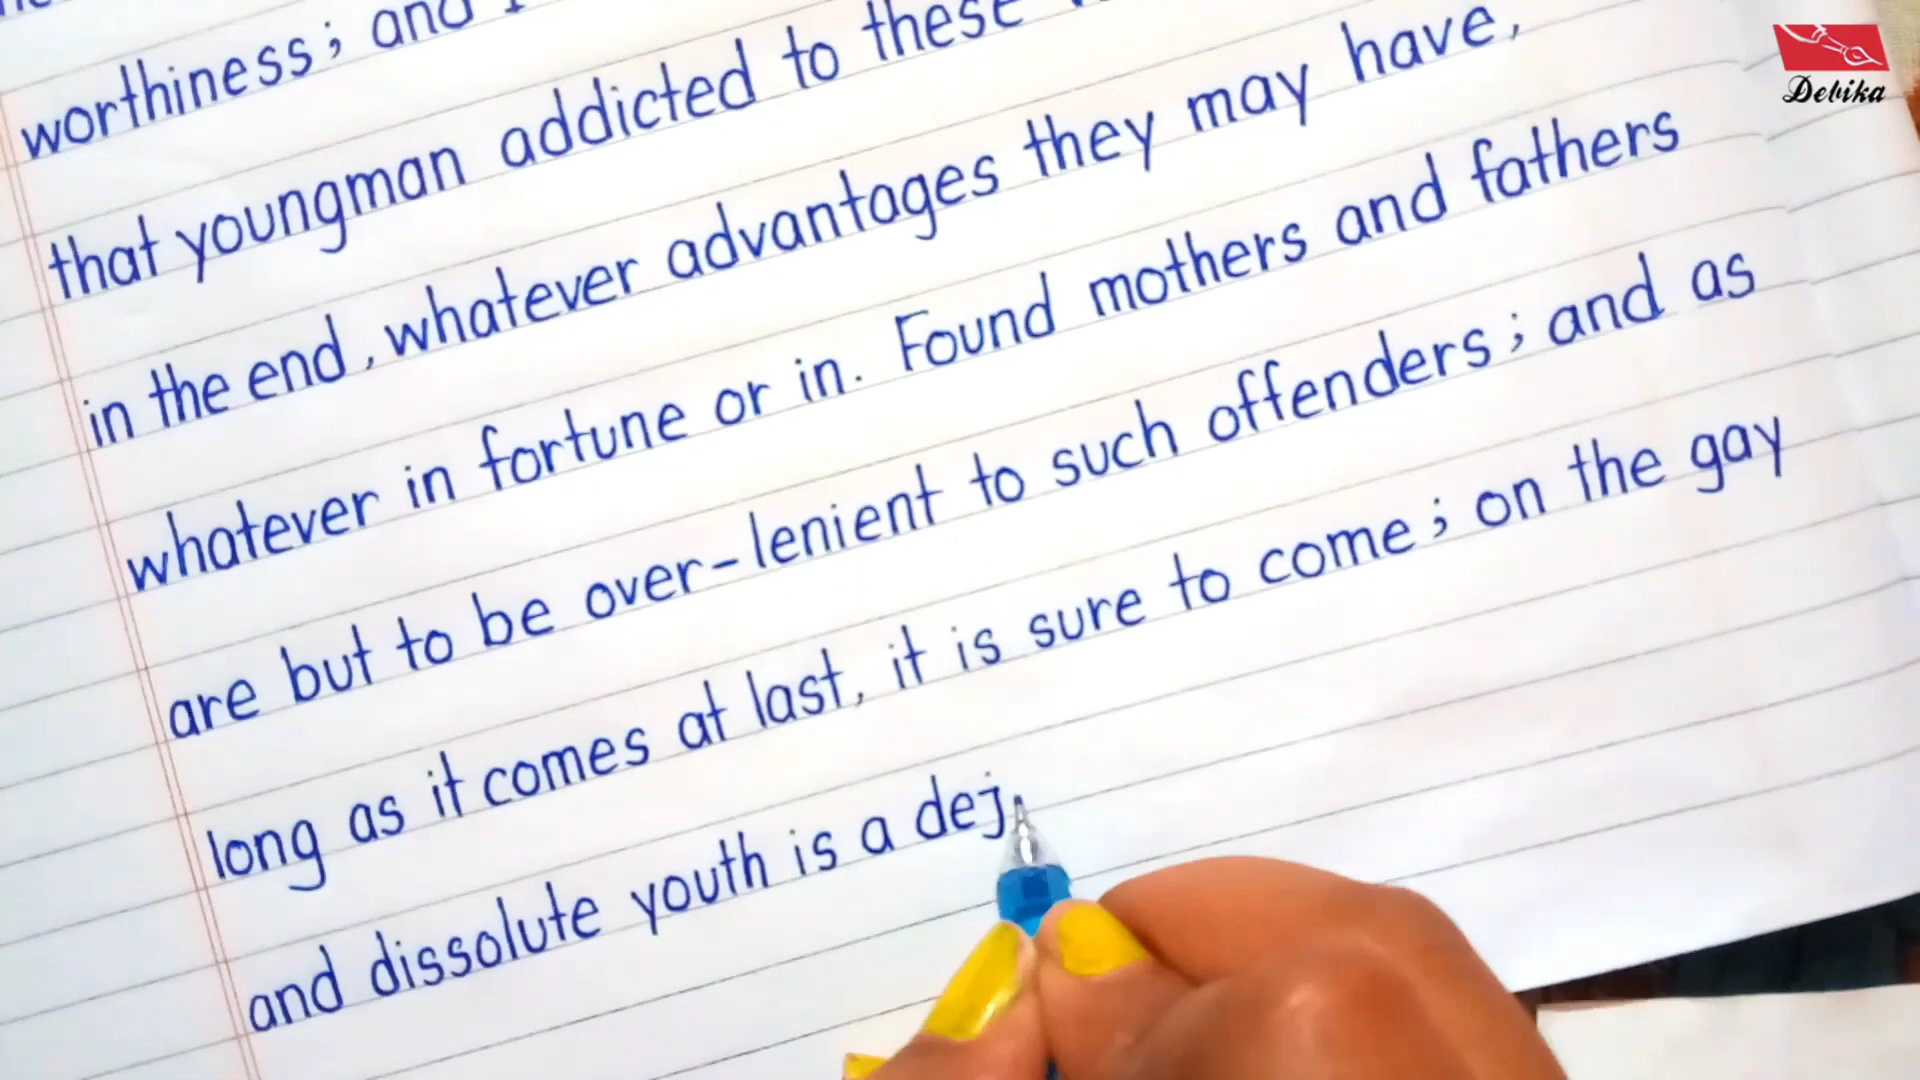 worthiness; and
that youngman addicted to these
in the end, whatever advantages they may have,
whatever in fortune or in. Found mothers and fathers
are but to be over-lenient to such offenders; and as
long as it comes at last, it is sure to come; on the gay
and dissolute youth is a dej
Debika